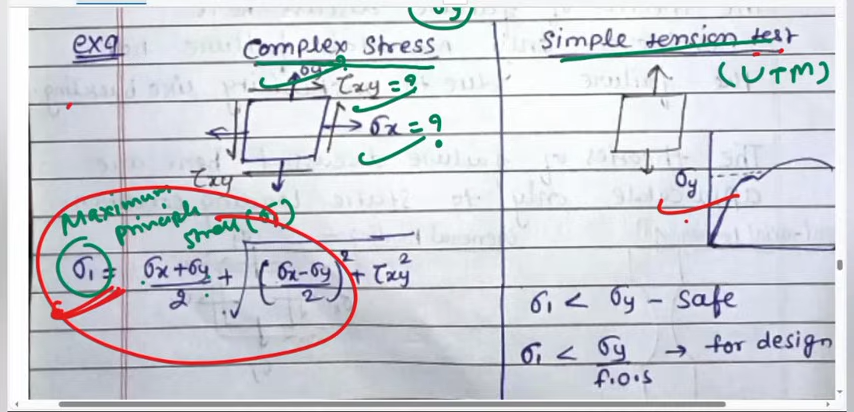 σy
exa
Complex Stress
σy ?
τxy = ?
σx = ?
τxy
Maximum
principle
stress (σ1)
σ1 = σx+σy/2 + √((σx-σy/2)² + τxy²)
Simple tension test
(UTM)
σy
σ1 < σy - Safe
σ1 < σy/f.o.s → for design